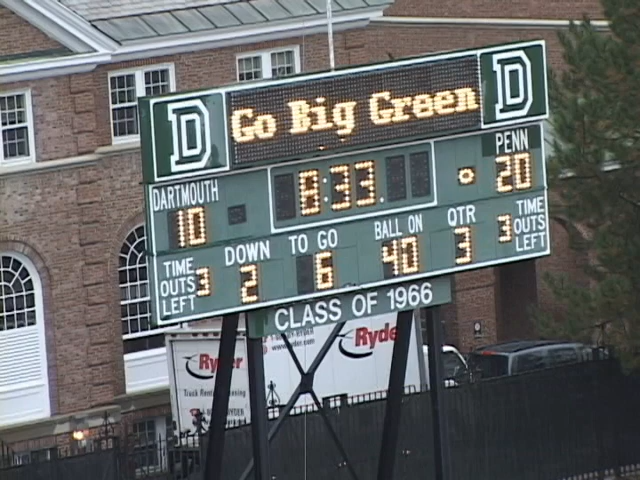 D Go Big Green D
DARTMOUTH 8:33. PENN
10 20
DOWN TO GO BALL ON QTR
TIME OUTS LEFT 3 2 6 40 3 3 TIME OUTS LEFT
CLASS OF 1966
Ryder
Ryder